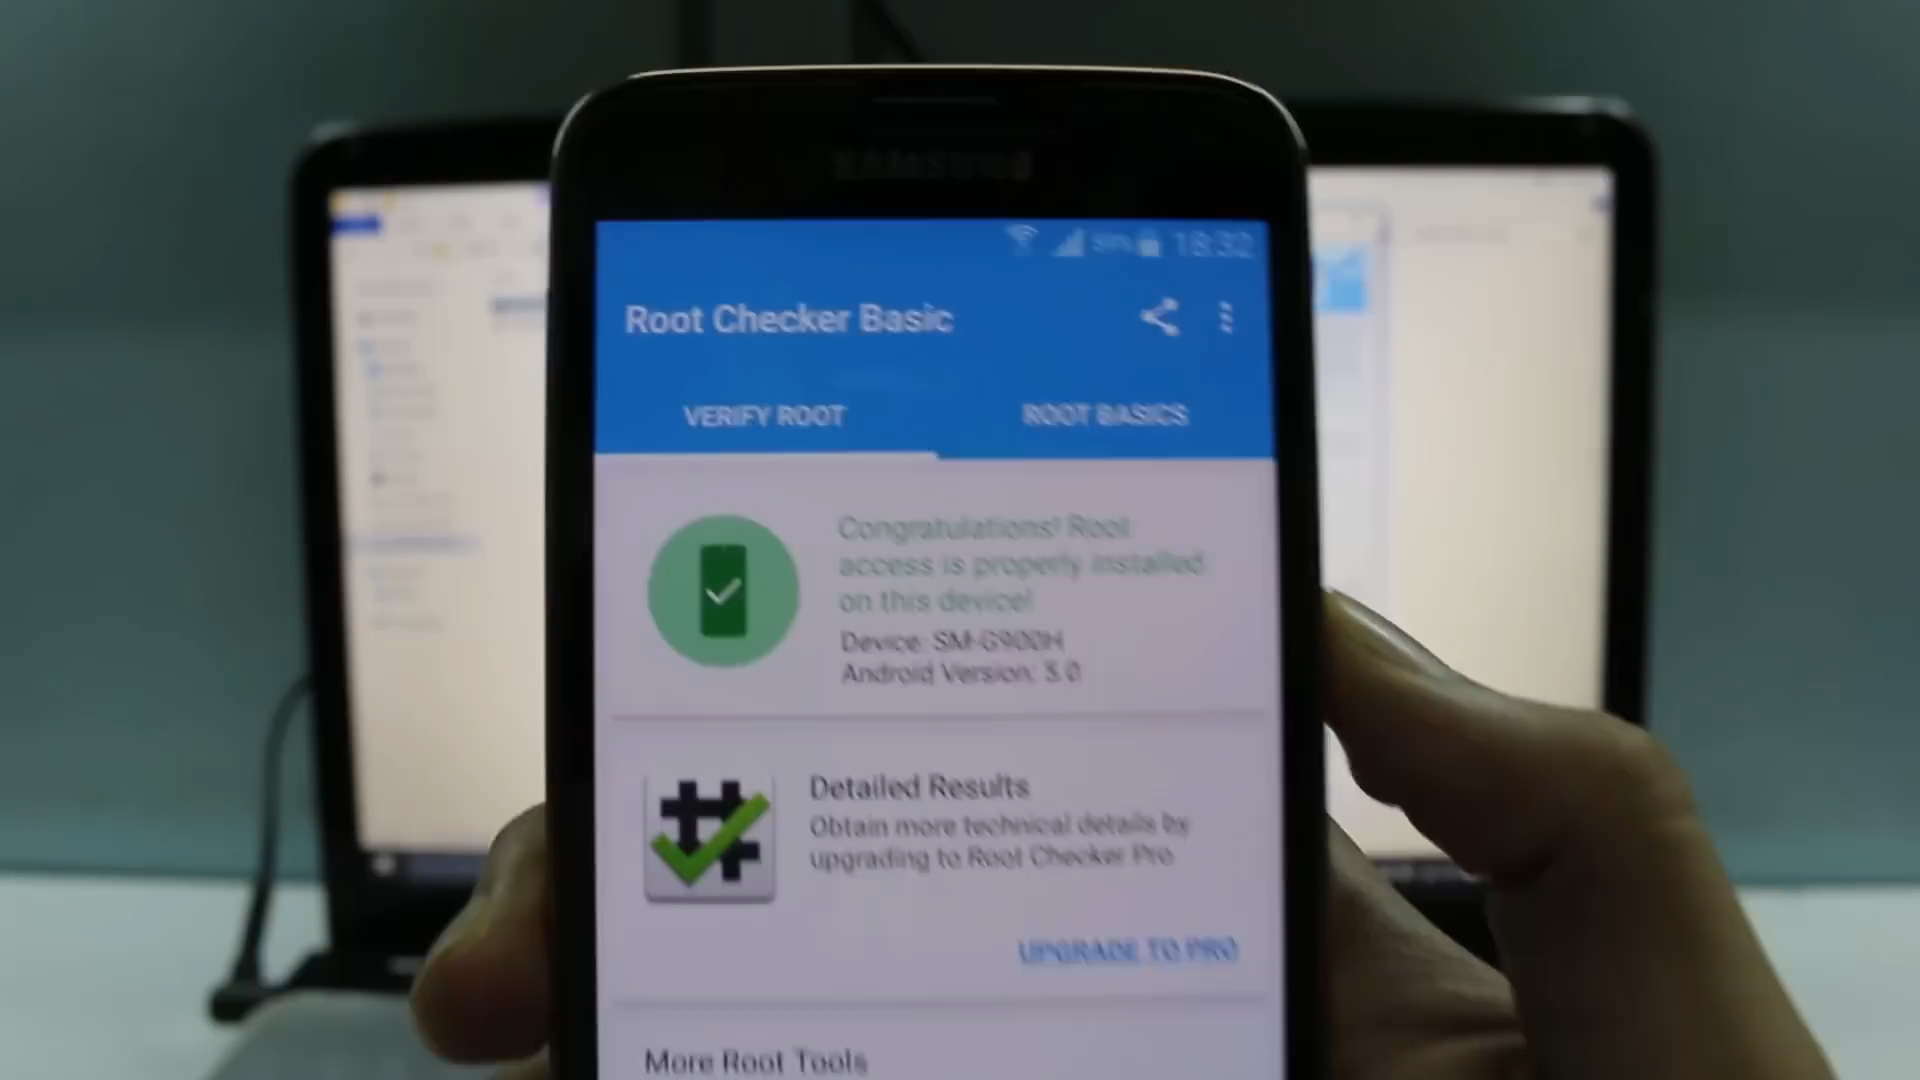 SAMSUNG
18:32
Root Checker Basic
VERIFY ROOT
ROOT BASICS
Congratulations! Root
access is properly installed
on this device!
Device: SM-G900H
Android Version: 5.0
Detailed Results
Obtain more technical details by
upgrading to Root Checker Pro
UPGRADE TO PRO
More Root Tools